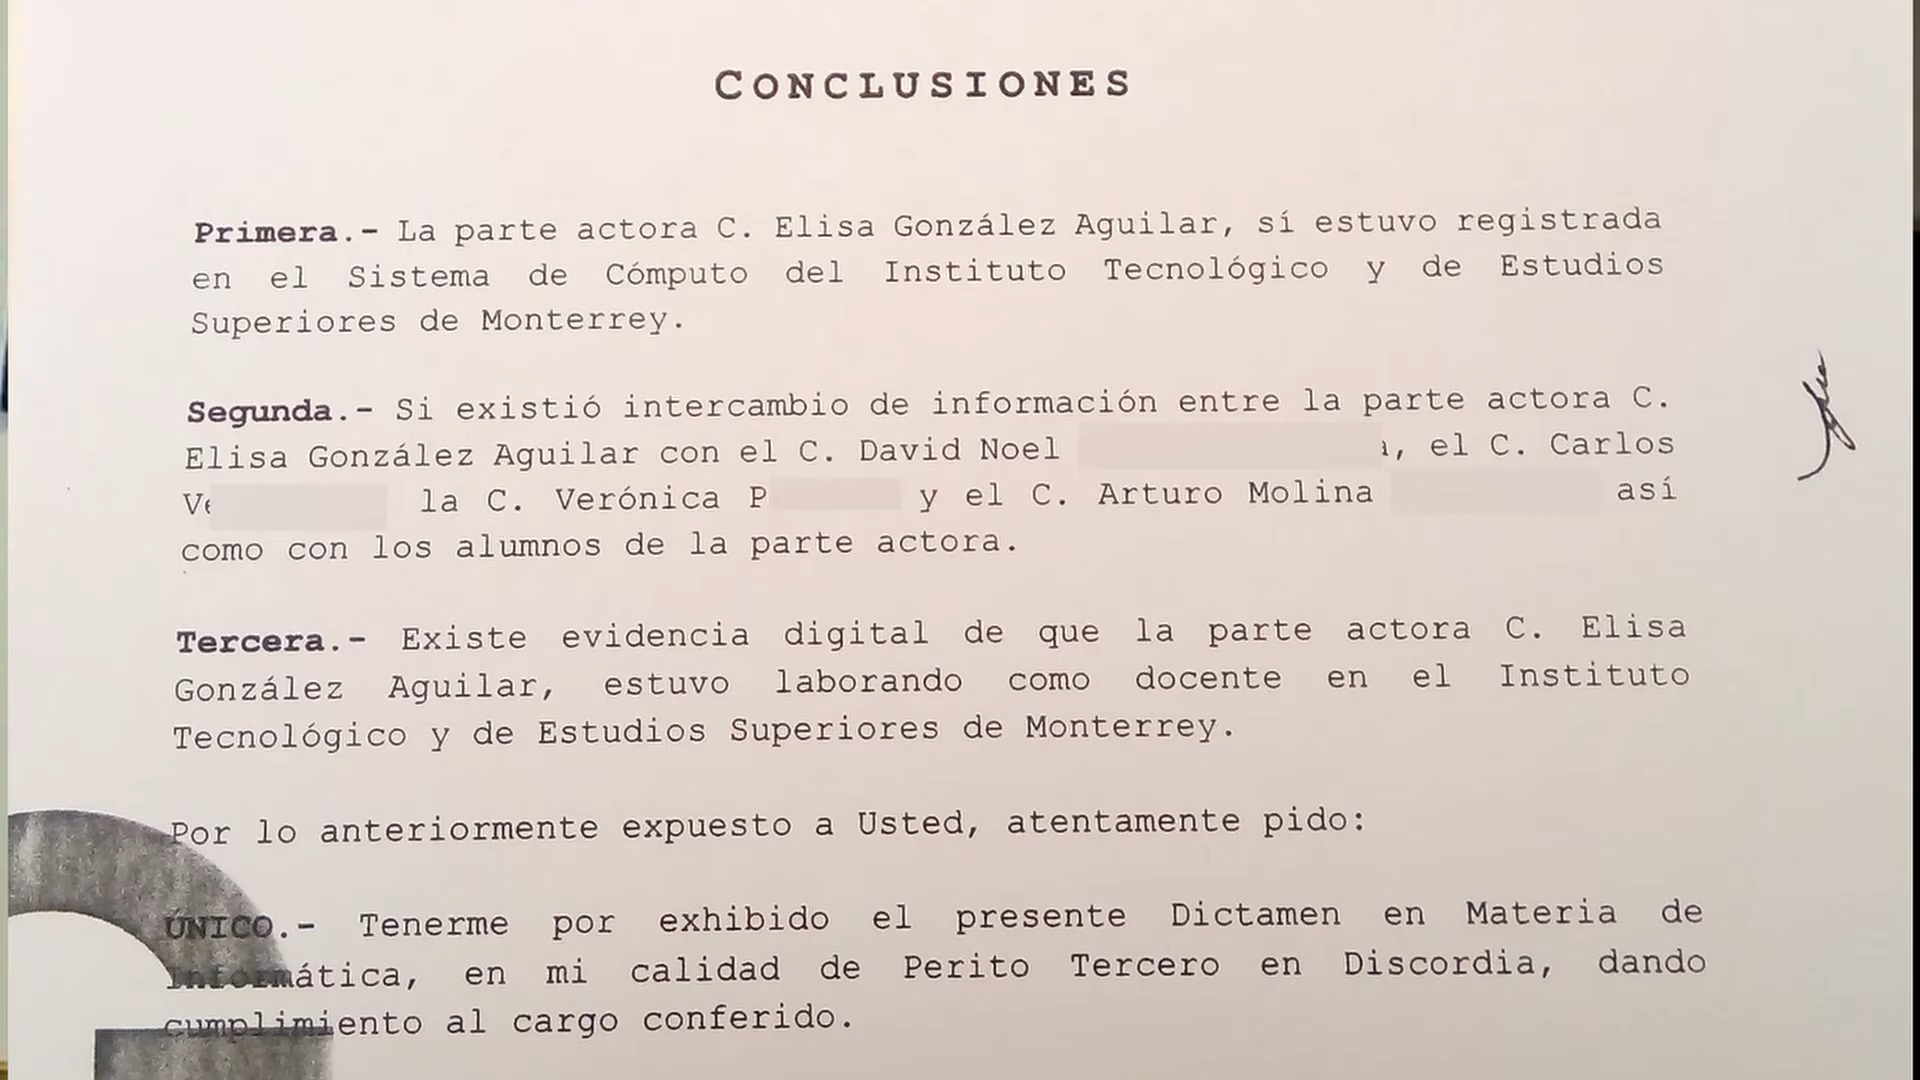 CONCLUSIONES
Primera.- La parte actora C. Elisa González Aguilar, sí estuvo registrada
en el Sistema de Cómputo del Instituto Tecnológico y de Estudios
Superiores de Monterrey.
Segunda.- Si existió intercambio de información entre la parte actora C.
Elisa González Aguilar con el C. David Noel , el C. Carlos
la C. Verónica P y el C. Arturo Molina así
como con los alumnos de la parte actora.
Tercera.- Existe evidencia digital de que la parte actora C. Elisa
González Aguilar, estuvo laborando como docente en el Instituto
Tecnológico y de Estudios Superiores de Monterrey.
Por lo anteriormente expuesto a Usted, atentamente pido:
ÚNICO.- Tenerme por exhibido el presente Dictamen en Materia de
Informática, en mi calidad de Perito Tercero en Discordia, dando
cumplimiento al cargo conferido.